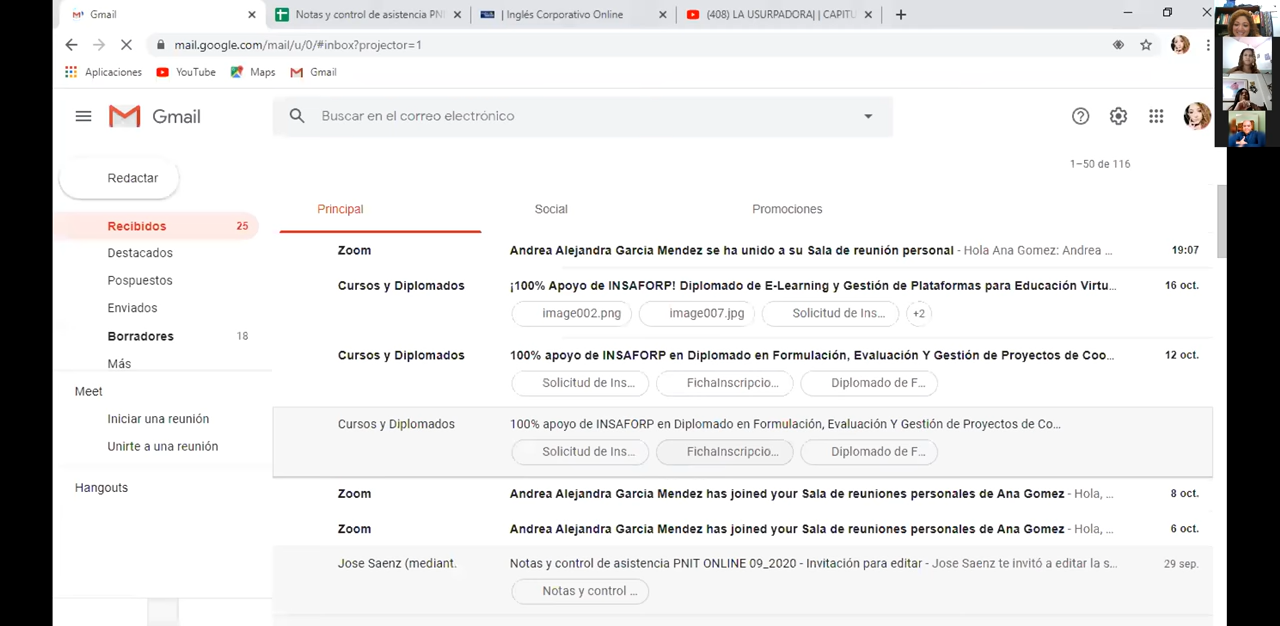 Gmail
Notas y control de asistencia PNI
| Inglés Corporativo Online
(408) LA USURPADORA| | CAPITU
mail.google.com/mail/u/0/#inbox?projector=1
Aplicaciones
YouTube
Maps
Gmail
Gmail
Buscar en el correo electrónico
1–50 de 116
Redactar
Principal
Social
Promociones
Recibidos 25
Destacados
Pospuestos
Enviados
Borradores 18
Más
Meet
Iniciar una reunión
Unirte a una reunión
Hangouts
Zoom Andrea Alejandra Garcia Mendez se ha unido a su Sala de reunión personal - Hola Ana Gomez: Andrea ... 19:07
Cursos y Diplomados ¡100% Apoyo de INSAFORP! Diplomado de E-Learning y Gestión de Plataformas para Educación Virtu... 16 oct.
image002.png image007.jpg Solicitud de Ins... +2
Cursos y Diplomados 100% apoyo de INSAFORP en Diplomado en Formulación, Evaluación Y Gestión de Proyectos de Coo... 12 oct.
Solicitud de Ins... FichaInscripcio... Diplomado de F...
Cursos y Diplomados 100% apoyo de INSAFORP en Diplomado en Formulación, Evaluación Y Gestión de Proyectos de Co...
Solicitud de Ins... FichaInscripcio... Diplomado de F...
Zoom Andrea Alejandra Garcia Mendez has joined your Sala de reuniones personales de Ana Gomez - Hola, ... 8 oct.
Zoom Andrea Alejandra Garcia Mendez has joined your Sala de reuniones personales de Ana Gomez - Hola, ... 6 oct.
Jose Saenz (mediant. Notas y control de asistencia PNIT ONLINE 09_2020 - Invitación para editar - Jose Saenz te invitó a editar la s... 29 sep.
Notas y control ...